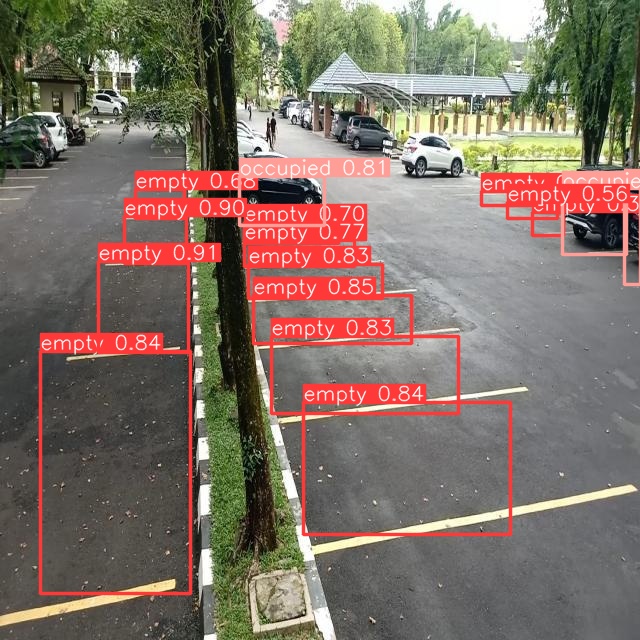 occupied 0.81
empty 0.68
empty
occupied
empty 0.56
empty 0.90
empty 0.70
empty 0.77
empty 0.91
empty 0.83
empty 0.85
empty 0.83
empty 0.84
empty 0.84